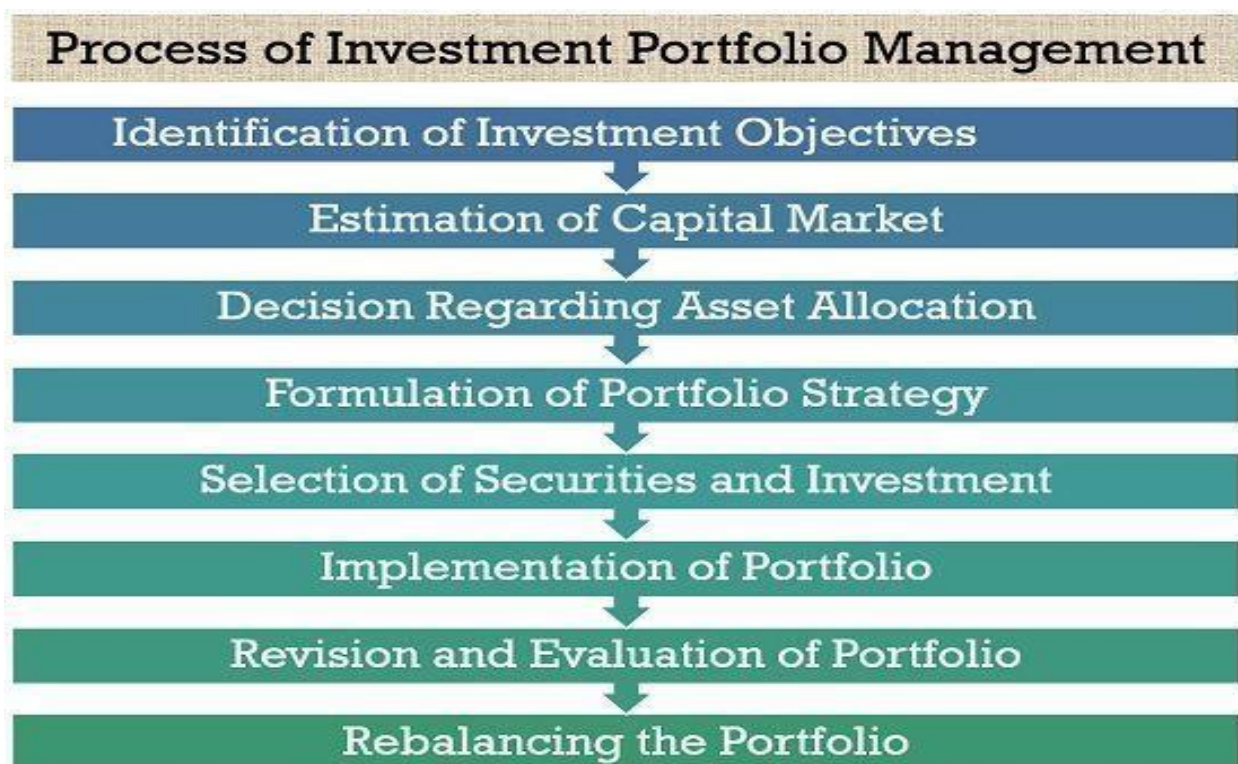 Process of Investment Portfolio Management
Identification of Investment Objectives
Estimation of Capital Market
Decision Regarding Asset Allocation
Formulation of Portfolio Strategy
Selection of Securities and Investment
Implementation of Portfolio
Revision and Evaluation of Portfolio
Rebalancing the Portfolio